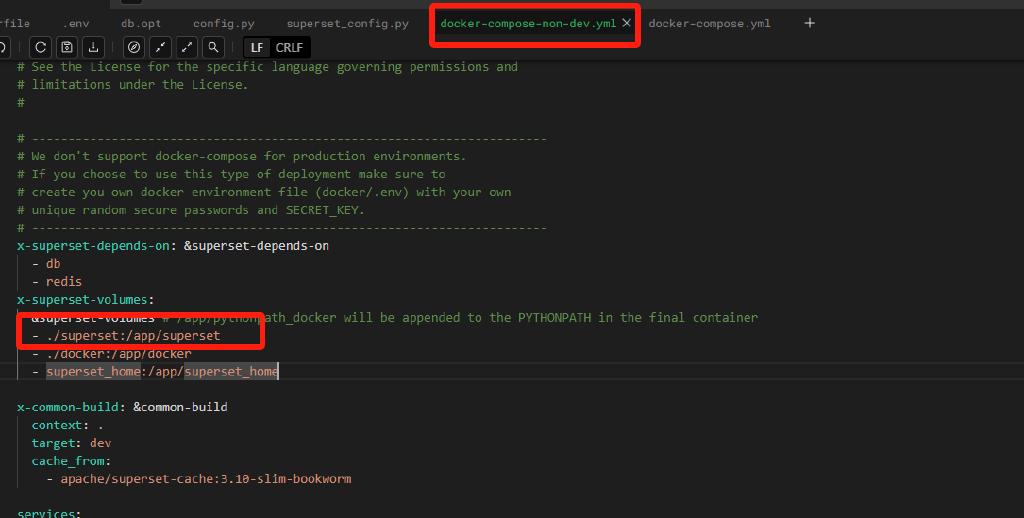 rfile .env db.opt config.py superset_config.py docker-compose-non-dev.yml × docker-compose.yml +
LF CRLF
# See the License for the specific language governing permissions and
# limitations under the License.
#
# ----------------------------------------------------------------------
# We don't support docker-compose for production environments.
# If you choose to use this type of deployment make sure to
# create you own docker environment file (docker/.env) with your own
# unique random secure passwords and SECRET_KEY.
# ----------------------------------------------------------------------
x-superset-depends-on: &superset-depends-on
- db
- redis
x-superset-volumes:
&superset-volumes # /app/pythonpath_docker will be appended to the PYTHONPATH in the final container
- ./superset:/app/superset
- ./docker:/app/docker
- superset_home:/app/superset_home
x-common-build: &common-build
context: .
target: dev
cache_from:
- apache/superset-cache:3.10-slim-bookworm
services: